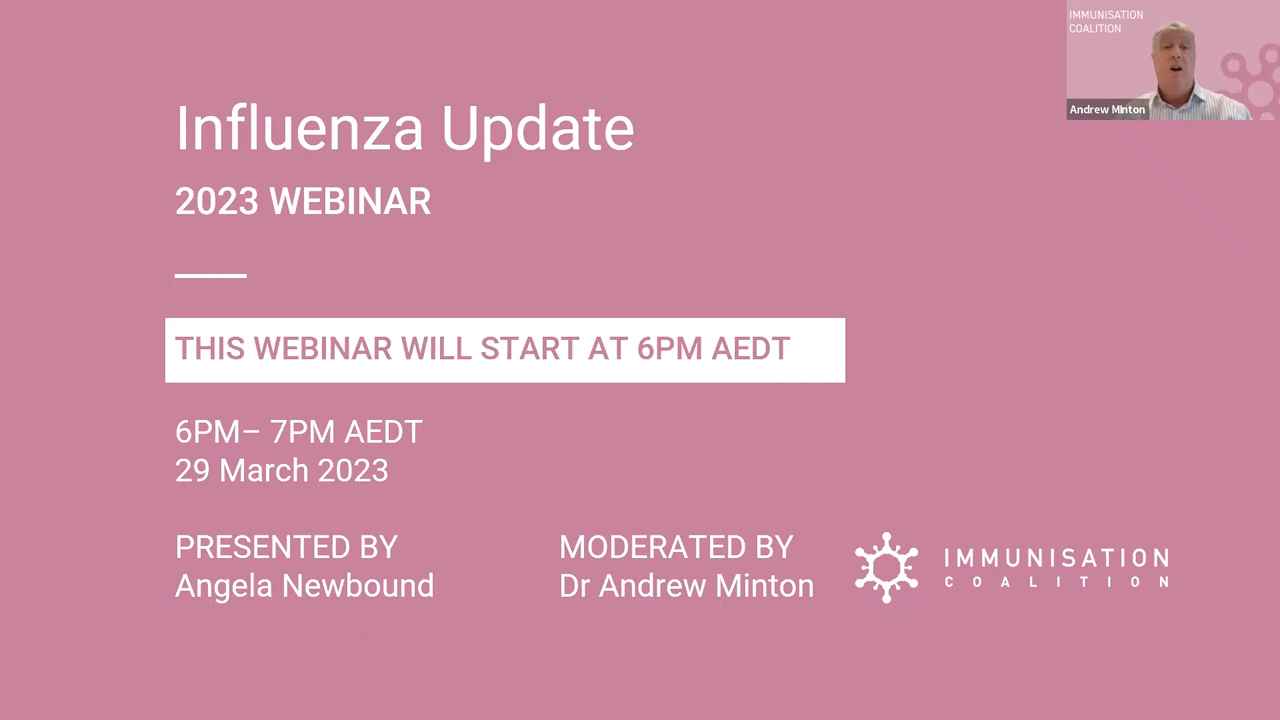 IMMUNISATION
COALITION
Andrew Minton
Influenza Update
2023 WEBINAR
THIS WEBINAR WILL START AT 6PM AEDT
6PM– 7PM AEDT
29 March 2023
PRESENTED BY
Angela Newbound
MODERATED BY
Dr Andrew Minton
IMMUNISATION
COALITION